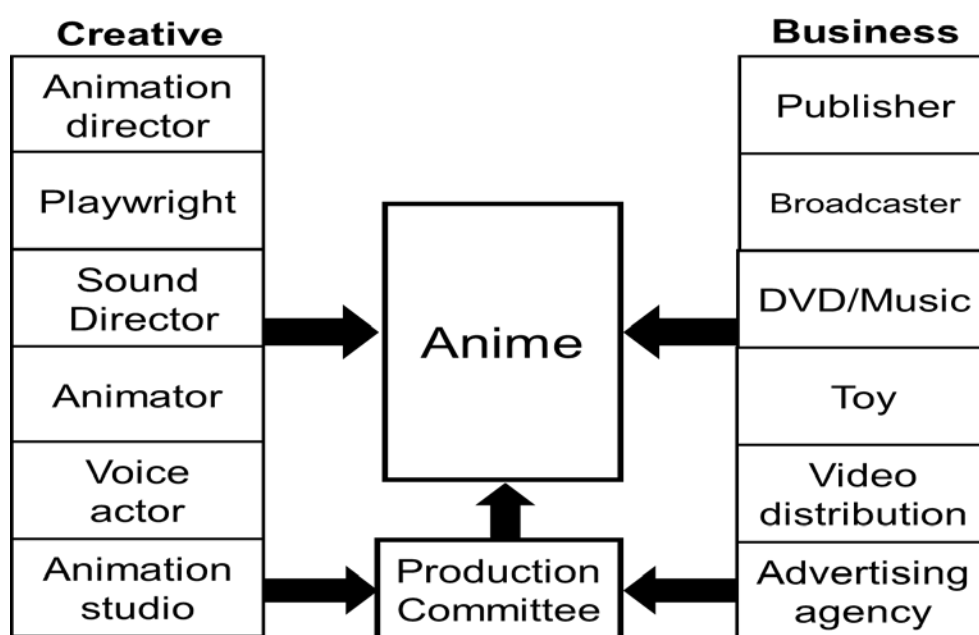 Creative
Animation
director
Playwright
Sound
Director
Animator
Voice
actor
Animation
studio
Anime
Production
Committee
Business
Publisher
Broadcaster
DVD/Music
Toy
Video
distribution
Advertising
agency